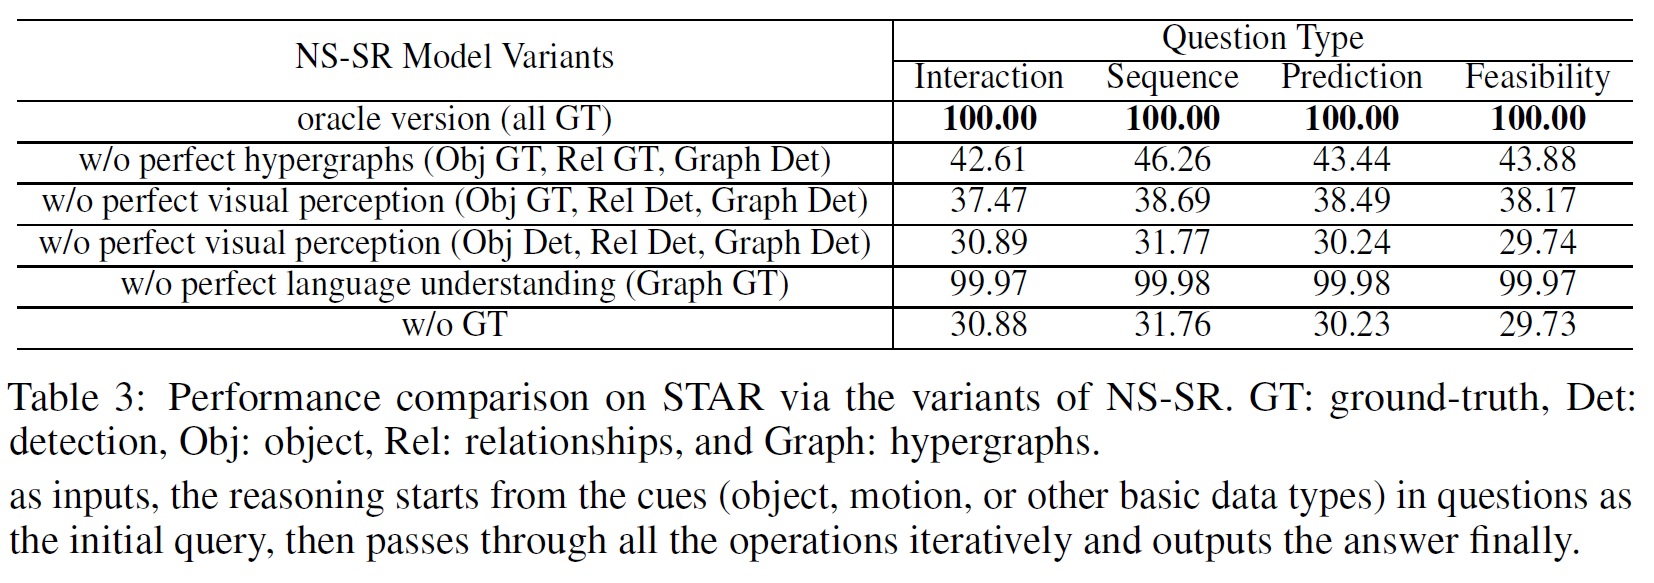 NS-SR Model Variants
Question Type
Interaction Sequence Prediction Feasibility
oracle version (all GT) 100.00 100.00 100.00 100.00
w/o perfect hypergraphs (Obj GT, Rel GT, Graph Det) 42.61 46.26 43.44 43.88
w/o perfect visual perception (Obj GT, Rel Det, Graph Det) 37.47 38.69 38.49 38.17
w/o perfect visual perception (Obj Det, Rel Det, Graph Det) 30.89 31.77 30.24 29.74
w/o perfect language understanding (Graph GT) 99.97 99.98 99.98 99.97
w/o GT 30.88 31.76 30.23 29.73
Table 3: Performance comparison on STAR via the variants of NS-SR. GT: ground-truth, Det:
detection, Obj: object, Rel: relationships, and Graph: hypergraphs.
as inputs, the reasoning starts from the cues (object, motion, or other basic data types) in questions as
the initial query, then passes through all the operations iteratively and outputs the answer finally.